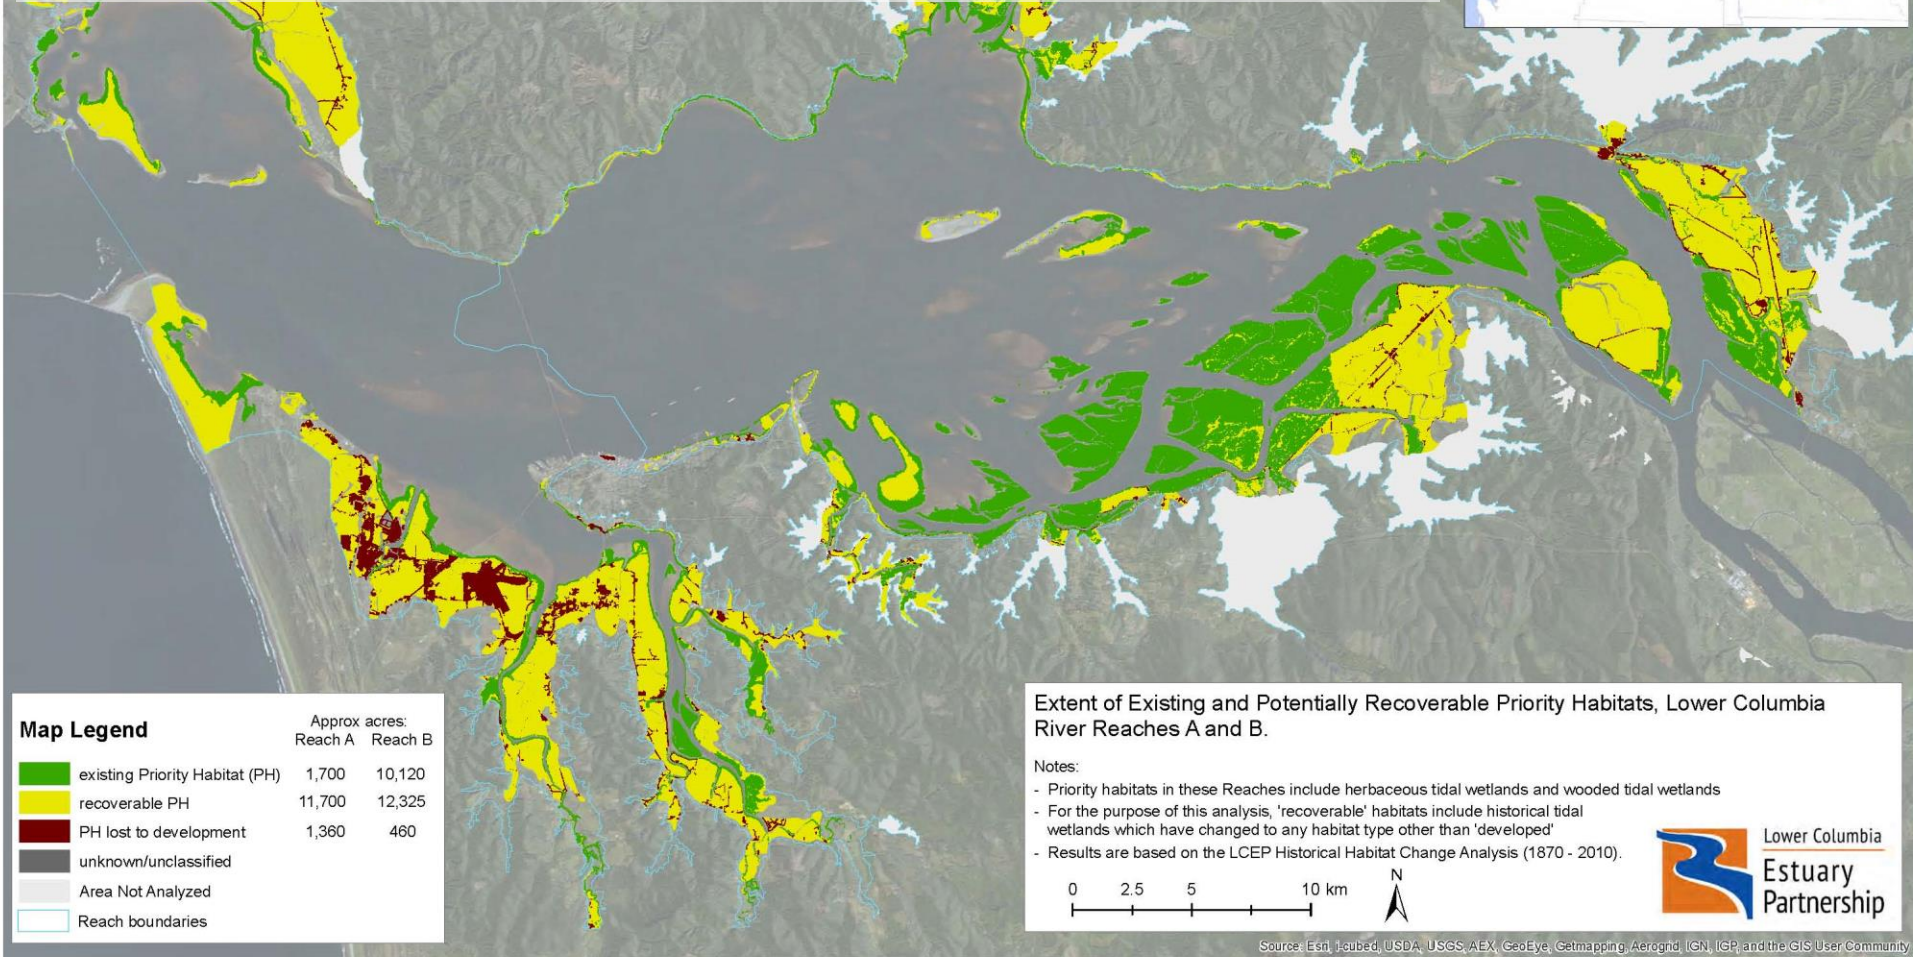 Map Legend
Approx acres:
Reach A Reach B
existing Priority Habitat (PH) 1,700 10,120
recoverable PH 11,700 12,325
PH lost to development 1,360 460
unknown/unclassified
Area Not Analyzed
Reach boundaries
Extent of Existing and Potentially Recoverable Priority Habitats, Lower Columbia
River Reaches A and B.
Notes:
- Priority habitats in these Reaches include herbaceous tidal wetlands and wooded tidal wetlands
- For the purpose of this analysis, 'recoverable' habitats include historical tidal
wetlands which have changed to any habitat type other than 'developed'
- Results are based on the LCEP Historical Habitat Change Analysis (1870 - 2010).
0 2.5 5 10 km
N
Lower Columbia
Estuary
Partnership
Source: Esri, i-cubed, USDA, USGS, AEX, GeoEye, Getmapping, Aerogrid, IGN, IGP, and the GIS User Community